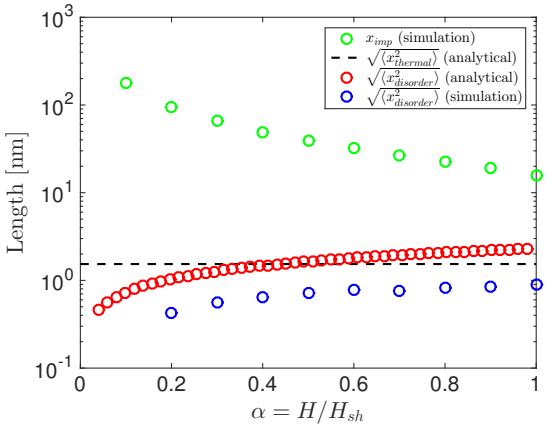 10^3
10^2
10^1
10^0
10^-1
Length [nm]
x_imp (simulation)
√⟨x²_thermal⟩ (analytical)
√⟨x²_disorder⟩ (analytical)
√⟨x²_disorder⟩ (simulation)
0 0.2 0.4 0.6 0.8 1
α = H/H_sh